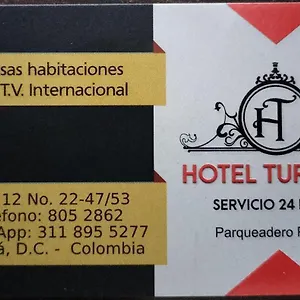 sas habitaciones
T.V. Internacional
12 No. 22-47/53
éfono: 805 2862
App: 311 895 5277
á, D.C. - Colombia
HT
HOTEL TUR
SERVICIO 24
Parqueadero